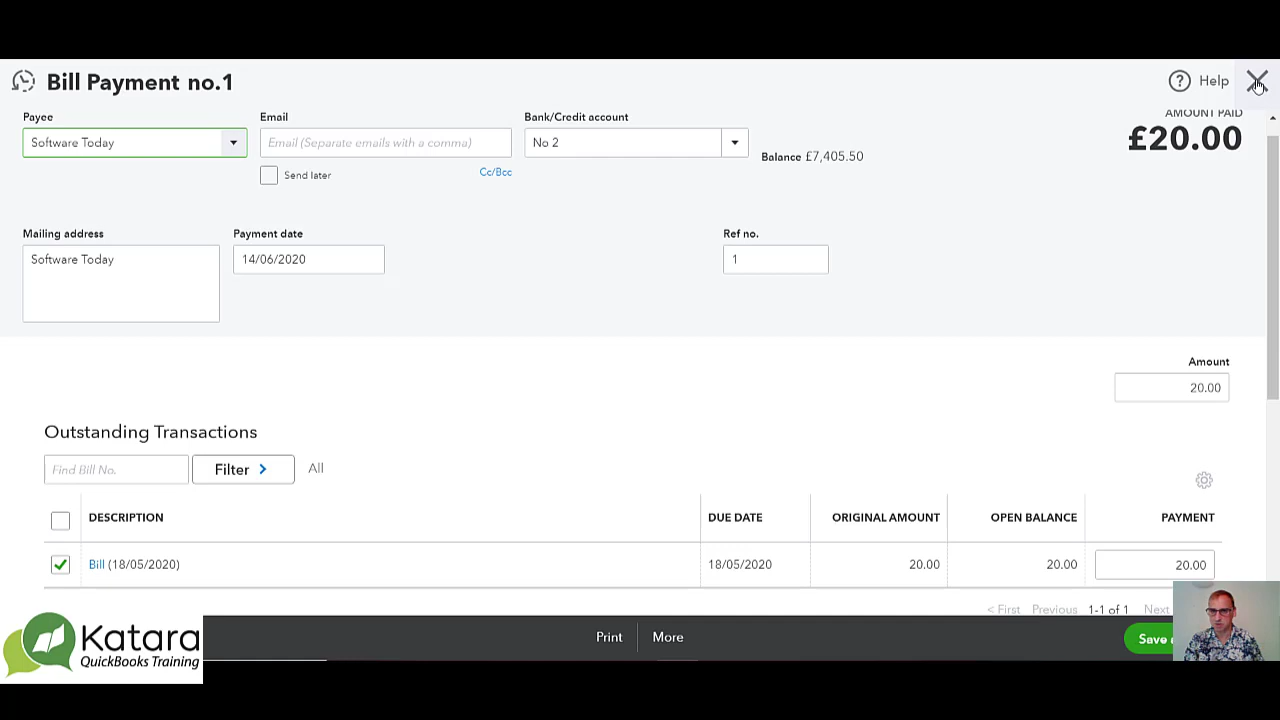 Bill Payment no.1
Help
Payee
Email
Bank/Credit account
AMOUNT PAID
Software Today
Email (Separate emails with a comma)
No 2
Balance £7,405.50
£20.00
Send later
Cc/Bcc
Mailing address
Payment date
Ref no.
Software Today
14/06/2020
1
Amount
20.00
Outstanding Transactions
Find Bill No.
Filter
All
DESCRIPTION DUE DATE ORIGINAL AMOUNT OPEN BALANCE PAYMENT
Bill (18/05/2020) 18/05/2020 20.00 20.00 20.00
< First Previous 1-1 of 1 Next
Print
More
Save
Katara
QuickBooks Training